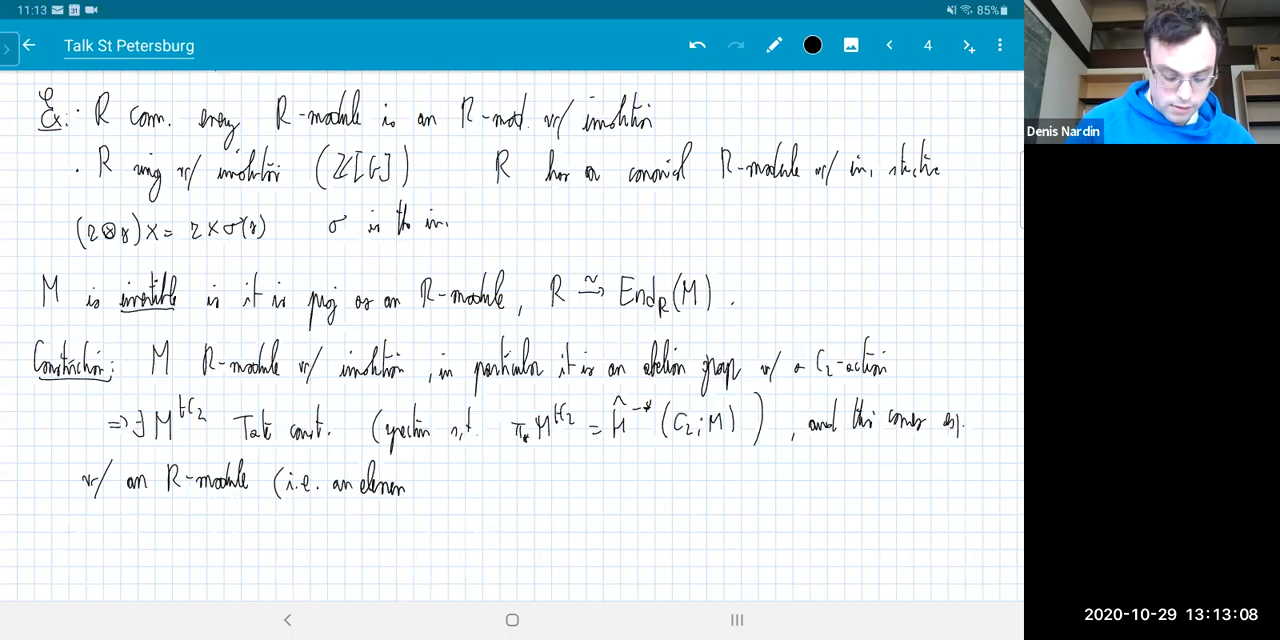 11:13 85%
Talk St Petersburg 4
Ex: R comm. every R-module is an R-mod. w/ involution
· R ring w/ involution (Z[G]) R has a canonical R-module w/ inv. structure
(r⊗s)x = r x σ(s) σ is the inv.
M is invertible is it is proj as an R-module, R ≃→ End_R(M).
Construction: M R-module w/ involution, in particular it is an abelian group w/ a C₂-action
=> ∃ M^{tC₂} Tate const. (spectrum s.t. π_* M^{tC₂} = Ĥ^{-*}(C₂; M)), and this comes eq.
w/ an R-module (i.e. an elemen
Denis Nardin
2020-10-29 13:13:08